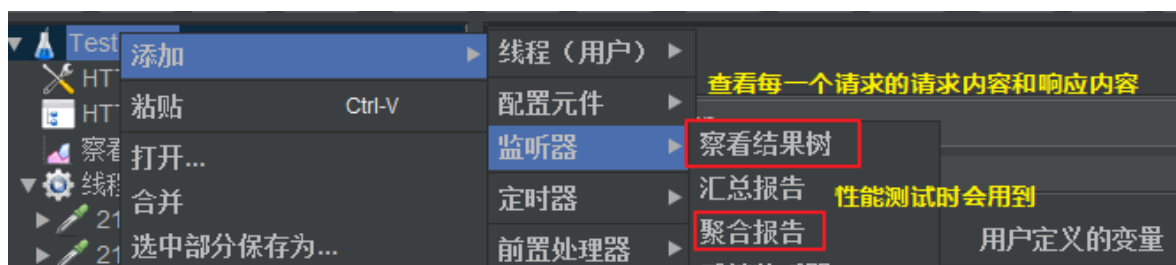 Test
添加
线程（用户）
查看每一个请求的请求内容和响应内容
HT
粘贴 Ctrl-V
配置元件
HT
察看
打开...
监听器
察看结果树
线程
合并
定时器
汇总报告
性能测试时会用到
21
选中部分保存为...
前置处理器
聚合报告
用户定义的变量
21